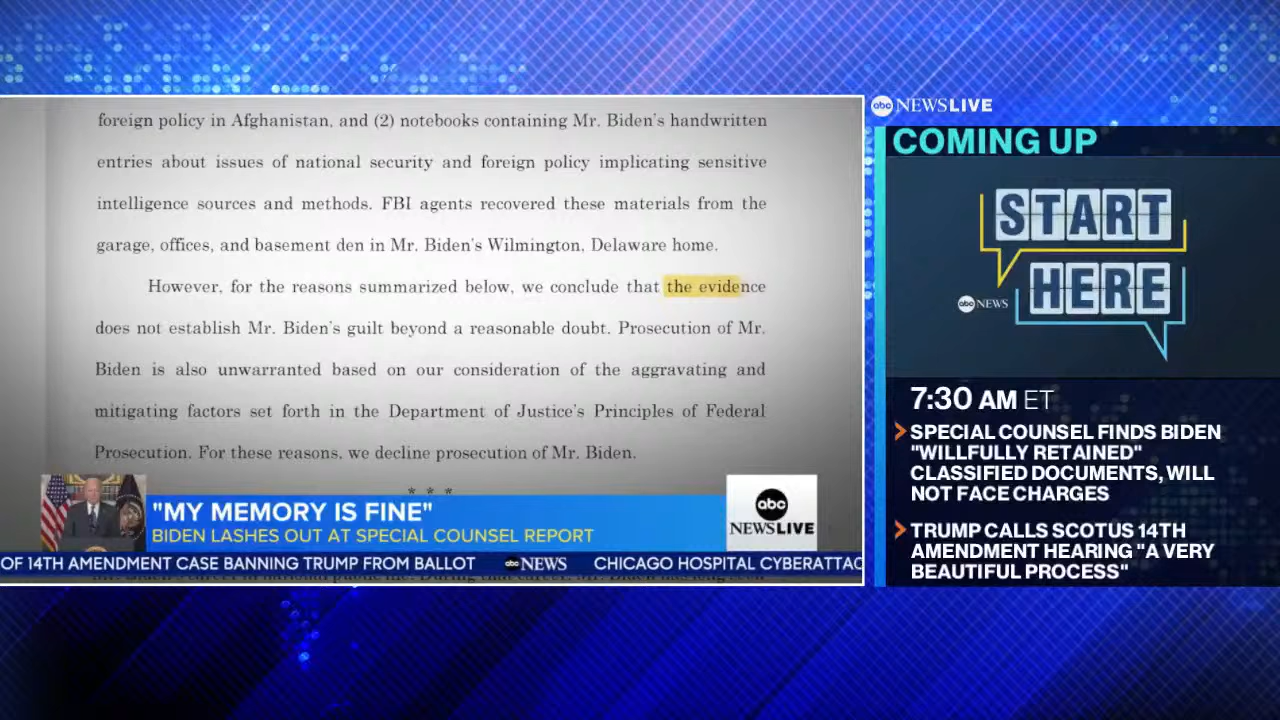 foreign policy in Afghanistan, and (2) notebooks containing Mr. Biden's handwritten
entries about issues of national security and foreign policy implicating sensitive
intelligence sources and methods. FBI agents recovered these materials from the
garage, offices, and basement den in Mr. Biden's Wilmington, Delaware home.
However, for the reasons summarized below, we conclude that the evidence
does not establish Mr. Biden's guilt beyond a reasonable doubt. Prosecution of Mr.
Biden is also unwarranted based on our consideration of the aggravating and
mitigating factors set forth in the Department of Justice's Principles of Federal
Prosecution. For these reasons, we decline prosecution of Mr. Biden.
* * *
"MY MEMORY IS FINE"
BIDEN LASHES OUT AT SPECIAL COUNSEL REPORT
abc
NEWSLIVE
OF 14TH AMENDMENT CASE BANNING TRUMP FROM BALLOT abc NEWS CHICAGO HOSPITAL CYBERATTAC
abc NEWSLIVE
COMING UP
START
HERE
abc NEWS
7:30 AM ET
SPECIAL COUNSEL FINDS BIDEN
"WILLFULLY RETAINED"
CLASSIFIED DOCUMENTS, WILL
NOT FACE CHARGES
TRUMP CALLS SCOTUS 14TH
AMENDMENT HEARING "A VERY
BEAUTIFUL PROCESS"